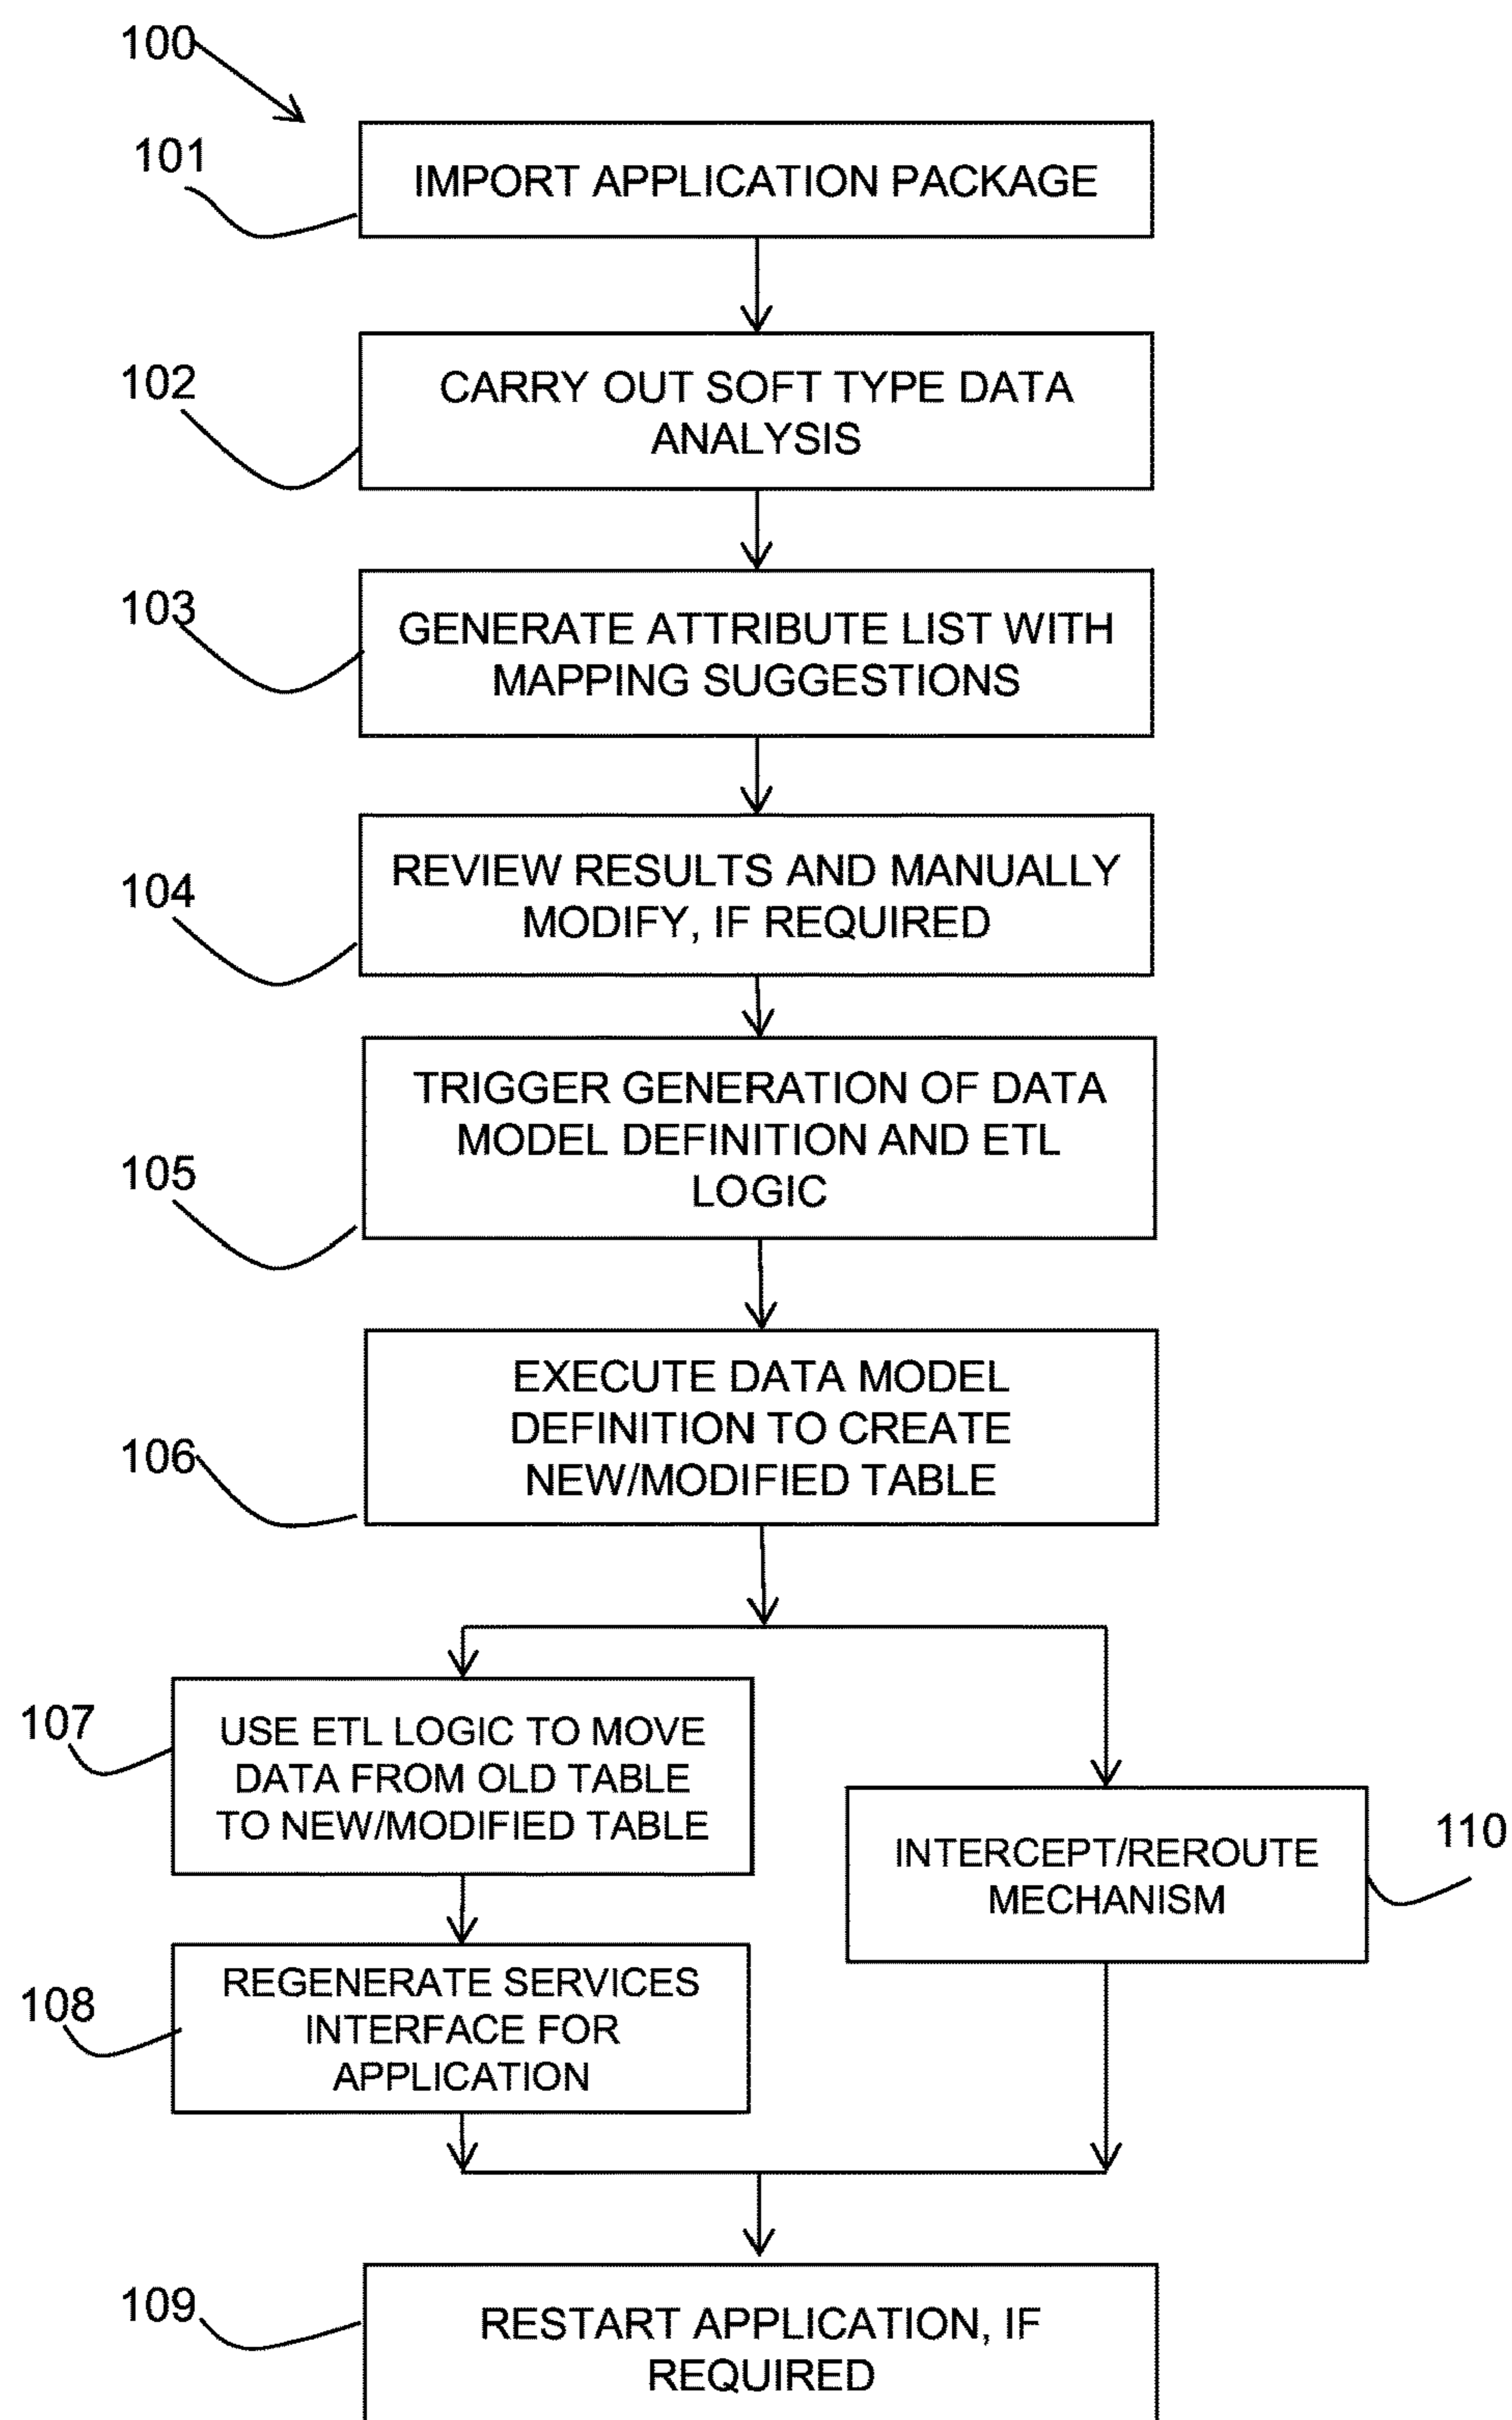 100
101
IMPORT APPLICATION PACKAGE
102
CARRY OUT SOFT TYPE DATA
ANALYSIS
103
GENERATE ATTRIBUTE LIST WITH
MAPPING SUGGESTIONS
104
REVIEW RESULTS AND MANUALLY
MODIFY, IF REQUIRED
105
TRIGGER GENERATION OF DATA
MODEL DEFINITION AND ETL
LOGIC
106
EXECUTE DATA MODEL
DEFINITION TO CREATE
NEW/MODIFIED TABLE
107
USE ETL LOGIC TO MOVE
DATA FROM OLD TABLE
TO NEW/MODIFIED TABLE
110
INTERCEPT/REROUTE
MECHANISM
108
REGENERATE SERVICES
INTERFACE FOR
APPLICATION
109
RESTART APPLICATION, IF
REQUIRED